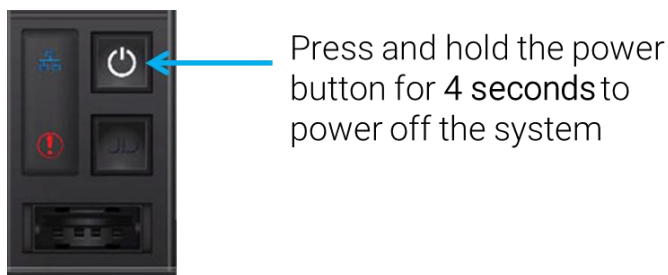 Press and hold the power
button for 4 seconds to
power off the system